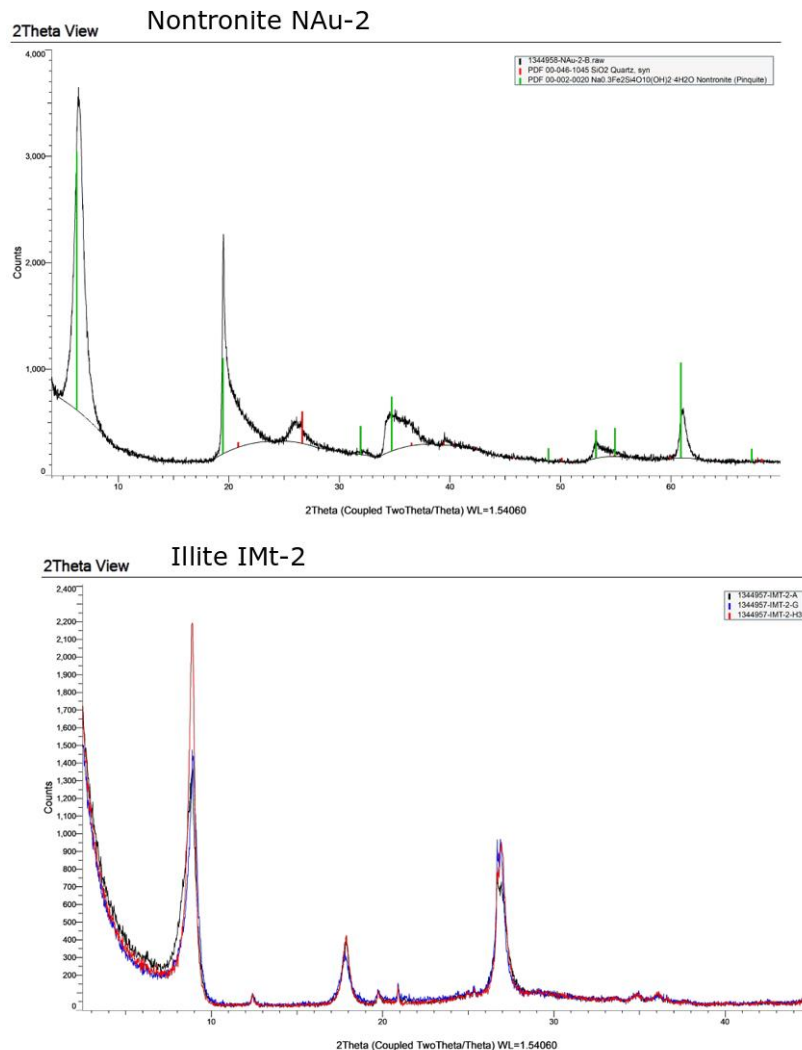 Nontronite NAu-2
2Theta View
4,000
1344958-NAu-2-B.raw
PDF 00-046-1045 SiO2 Quartz, syn
PDF 00-002-0020 Na0.3Fe2Si4O10(OH)2·4H2O Nontronite (Pinquite)
3,000
Counts
2,000
1,000
0
10 20 30 40 50 60
2Theta (Coupled TwoTheta/Theta) WL=1.54060
Illite IMt-2
2Theta View
2,400
1344957-IMT-2-A
1344957-IMT-2-G
1344957-IMT-2-H3
2,200
2,100
2,000
1,900
1,800
1,700
1,600
1,500
1,400
1,300
Counts
1,200
1,100
1,000
900
800
700
600
500
400
300
200
0
10 20 30 40
2Theta (Coupled TwoTheta/Theta) WL=1.54060